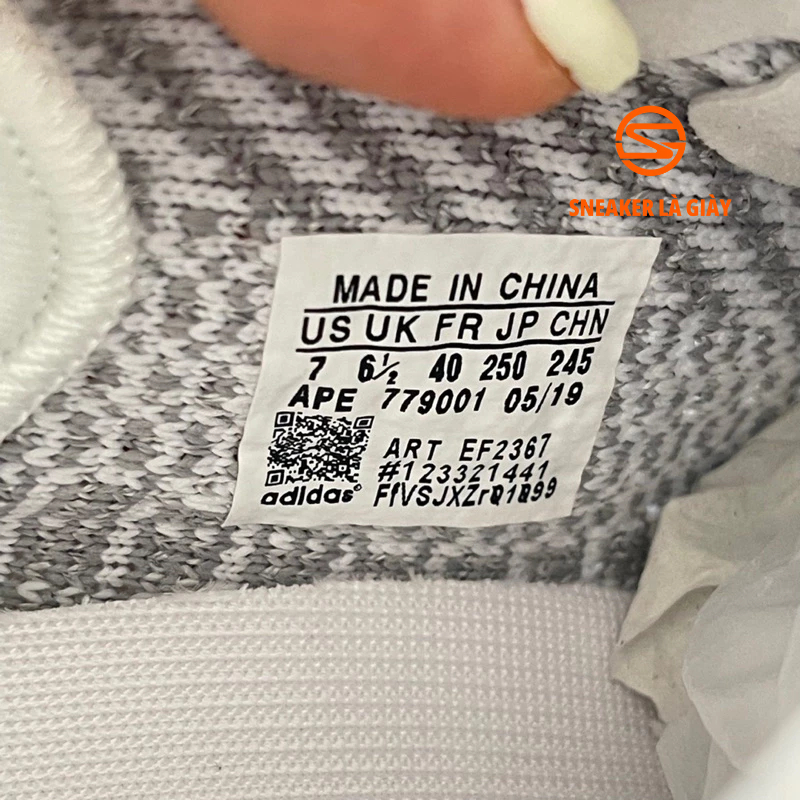 SNEAKER LÀ GIÀY
MADE IN CHINA
US UK FR JP CHN
7 6½ 40 250 245
APE 779001 05/19
ART EF2367
#123321441
adidas